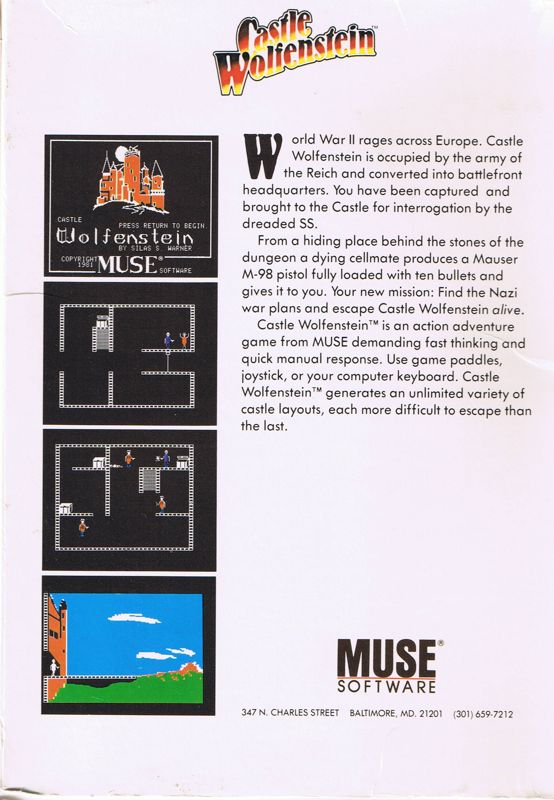 Castle
Wolfenstein™
World War II rages across Europe. Castle
Wolfenstein is occupied by the army of
the Reich and converted into battlefront
headquarters. You have been captured and
brought to the Castle for interrogation by the
dreaded SS.
From a hiding place behind the stones of the
dungeon a dying cellmate produces a Mauser
M-98 pistol fully loaded with ten bullets and
gives it to you. Your new mission: Find the Nazi
war plans and escape Castle Wolfenstein alive.
Castle Wolfenstein™ is an action adventure
game from MUSE demanding fast thinking and
quick manual response. Use game paddles,
joystick, or your computer keyboard. Castle
Wolfenstein™ generates an unlimited variety of
castle layouts, each more difficult to escape than
the last.
CASTLE
PRESS RETURN TO BEGIN
Wolfenstein
BY SILAS S. WARNER
COPYRIGHT
1981 MUSE® SOFTWARE
MUSE®
SOFTWARE
347 N. CHARLES STREET BALTIMORE, MD. 21201 (301) 659-7212